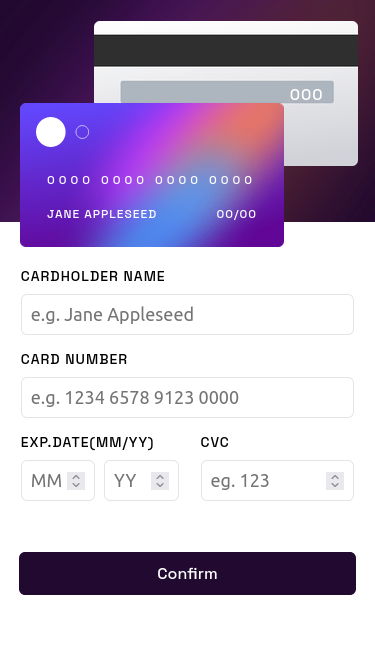 000
0000 0000 0000 0000
JANE APPLESEED 00/00
CARDHOLDER NAME
e.g. Jane Appleseed
CARD NUMBER
e.g. 1234 6578 9123 0000
EXP.DATE(MM/YY) CVC
MM YY eg. 123
Confirm